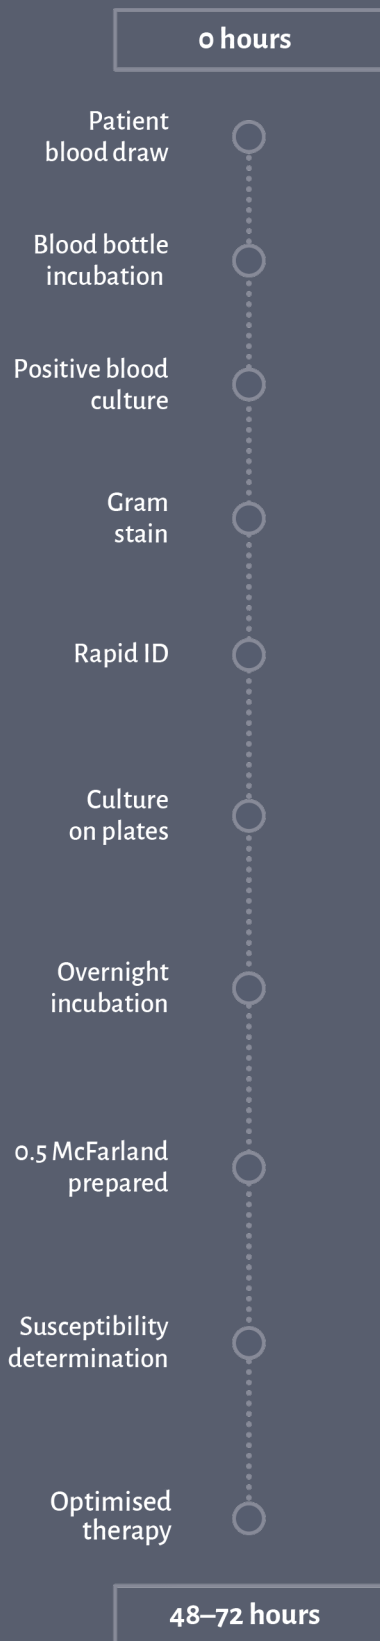 0 hours
Patient
blood draw
Blood bottle
incubation
Positive blood
culture
Gram
stain
Rapid ID
Culture
on plates
Overnight
incubation
0.5 McFarland
prepared
Susceptibility
determination
Optimised
therapy
48–72 hours